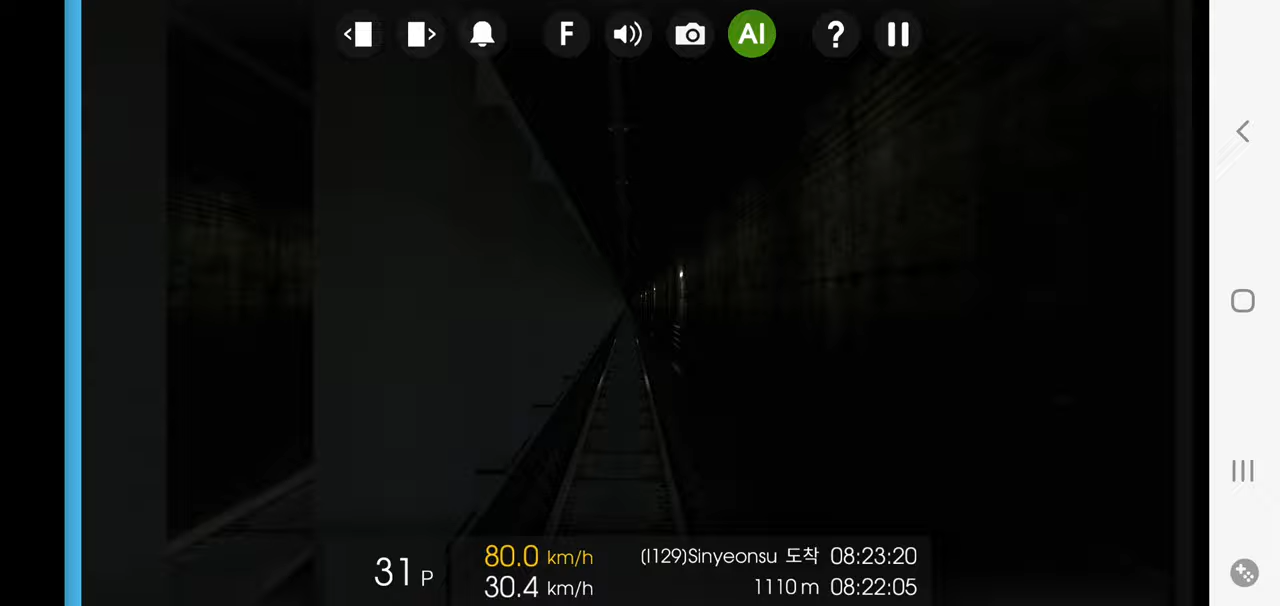 F AI ?
31 P
80.0 km/h
30.4 km/h
(I129)Sinyeonsu 도착 08:23:20
1110 m 08:22:05